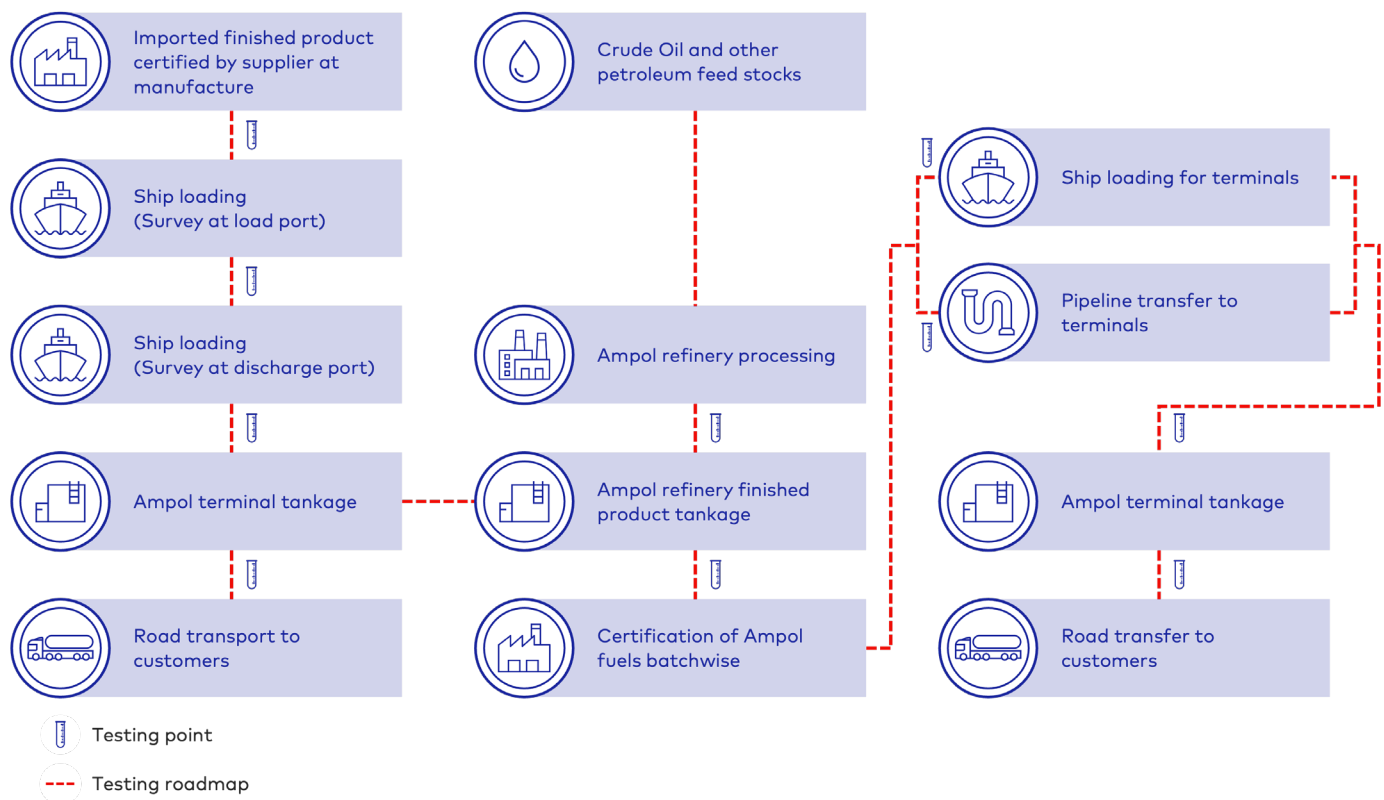 Imported finished product
certified by supplier at
manufacture
Ship loading
(Survey at load port)
Ship loading
(Survey at discharge port)
Ampol terminal tankage
Road transport to
customers
Crude Oil and other
petroleum feed stocks
Ampol refinery processing
Ampol refinery finished
product tankage
Certification of Ampol
fuels batchwise
Ship loading for terminals
Pipeline transfer to
terminals
Ampol terminal tankage
Road transfer to
customers
Testing point
Testing roadmap